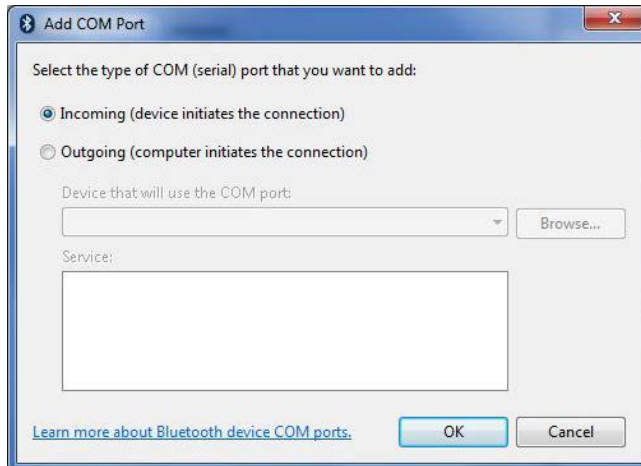 Add COM Port
Select the type of COM (serial) port that you want to add:
Incoming (device initiates the connection)
Outgoing (computer initiates the connection)
Device that will use the COM port:
Browse...
Service:
Learn more about Bluetooth device COM ports.
OK
Cancel